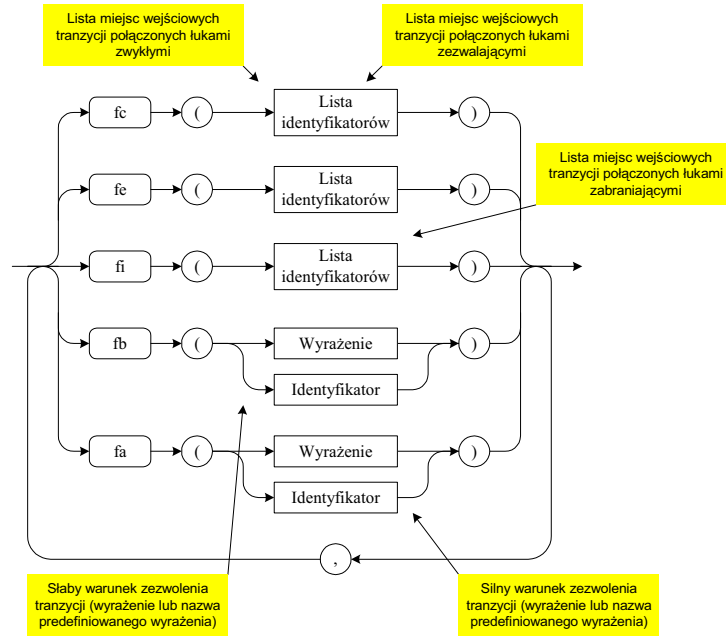 Lista miejsc wejściowych
tranzycji połączonych łukami
zwykłymi
Lista miejsc wejściowych
tranzycji połączonych łukami
zezwalającymi
fc ( Lista
identyfikatorów )
Lista miejsc wejściowych
tranzycji połączonych łukami
zabraniającymi
fe ( Lista
identyfikatorów )
fi ( Lista
identyfikatorów )
fb ( Wyrażenie )
Identyfikator
fa ( Wyrażenie )
Identyfikator
,
Słaby warunek zezwolenia
tranzycji (wyrażenie lub nazwa
predefiniowanego wyrażenia)
Silny warunek zezwolenia
tranzycji (wyrażenie lub nazwa
predefiniowanego wyrażenia)